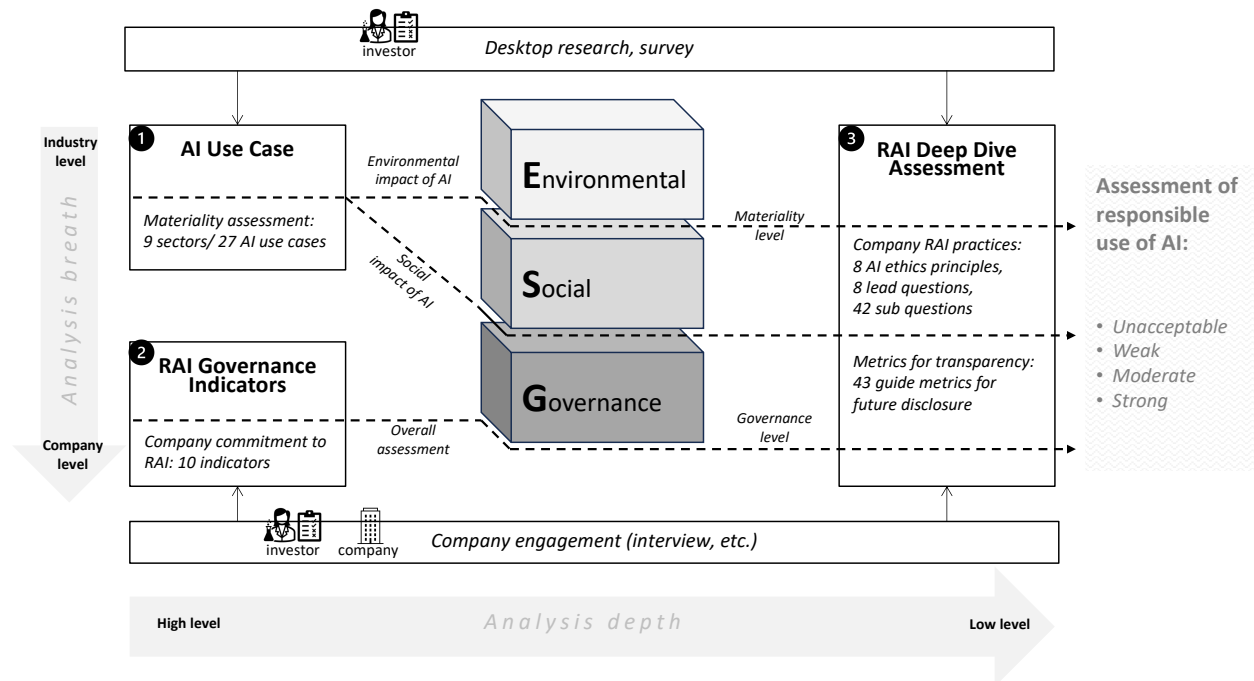 investor
Desktop research, survey
Industry
level
Analysis breath
Company
level
1
AI Use Case
Materiality assessment:
9 sectors/ 27 AI use cases
2
RAI Governance
Indicators
Company commitment to
RAI: 10 indicators
Environmental
impact of AI
Social
impact of AI
Overall
assessment
Environmental
Social
Governance
Materiality
level
Governance
level
3
RAI Deep Dive
Assessment
Company RAI practices:
8 AI ethics principles,
8 lead questions,
42 sub questions
Metrics for transparency:
43 guide metrics for
future disclosure
Assessment of
responsible
use of AI:
• Unacceptable
• Weak
• Moderate
• Strong
investor
company
Company engagement (interview, etc.)
High level
Analysis depth
Low level